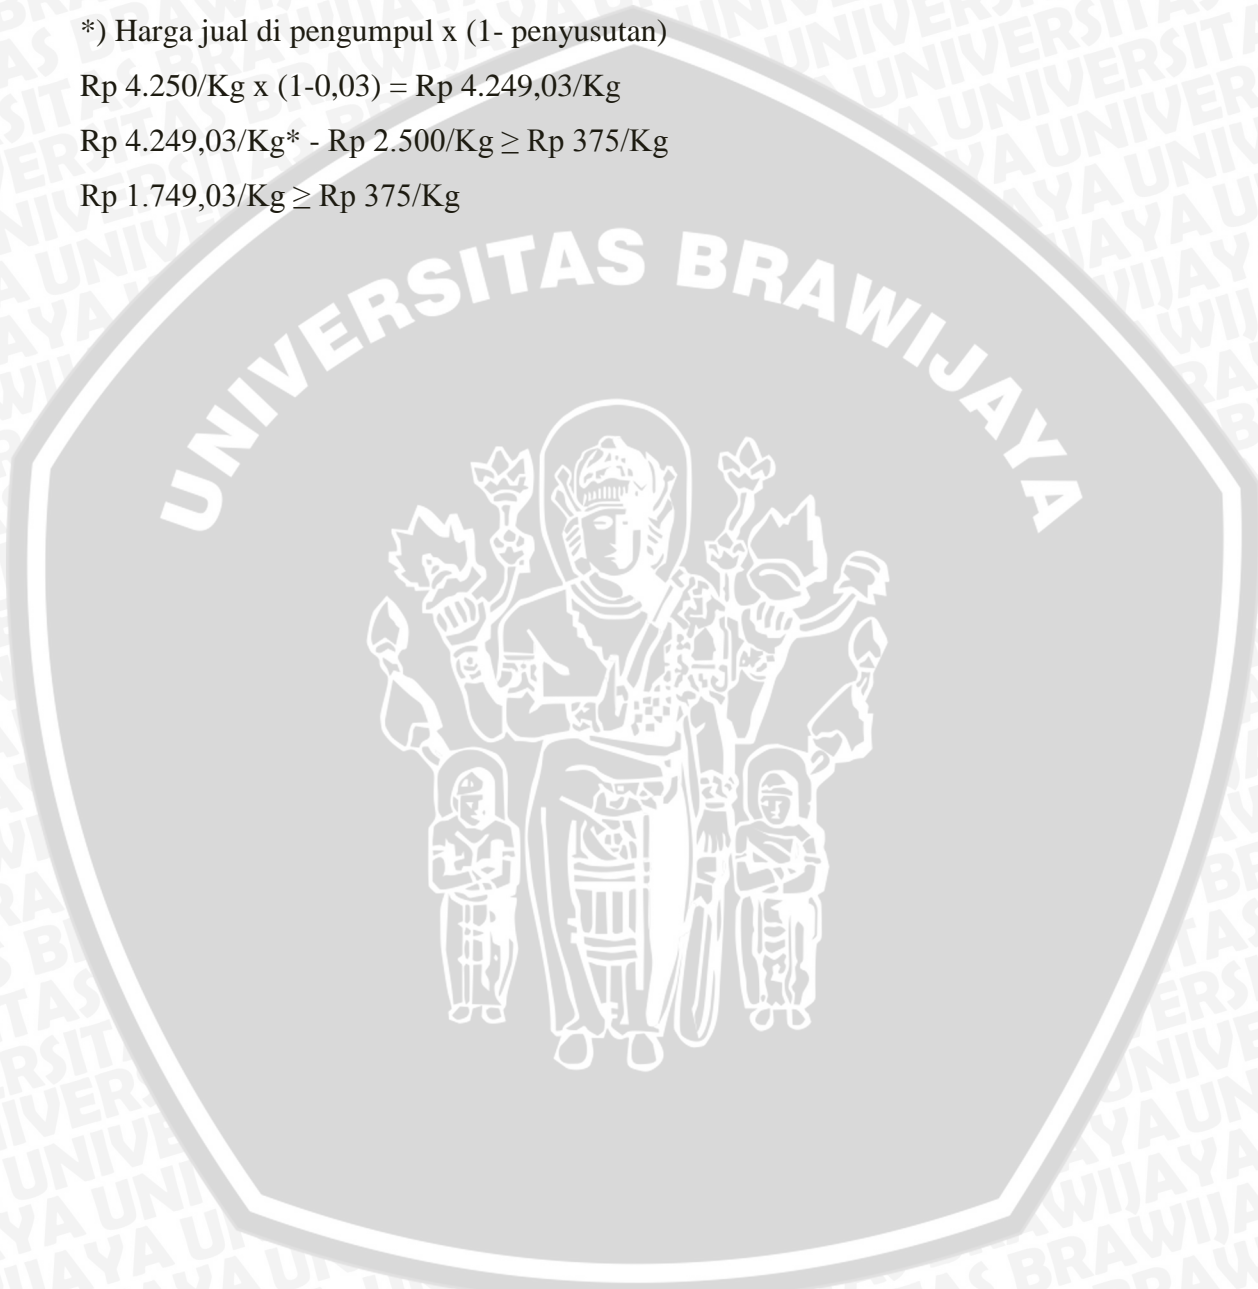 *) Harga jual di pengumpul x (1- penyusutan)
Rp 4.250/Kg x (1-0,03) = Rp 4.249,03/Kg
Rp 4.249,03/Kg* - Rp 2.500/Kg ≥ Rp 375/Kg
Rp 1.749,03/Kg ≥ Rp 375/Kg
UNIVERSITAS BRAWIJAYA